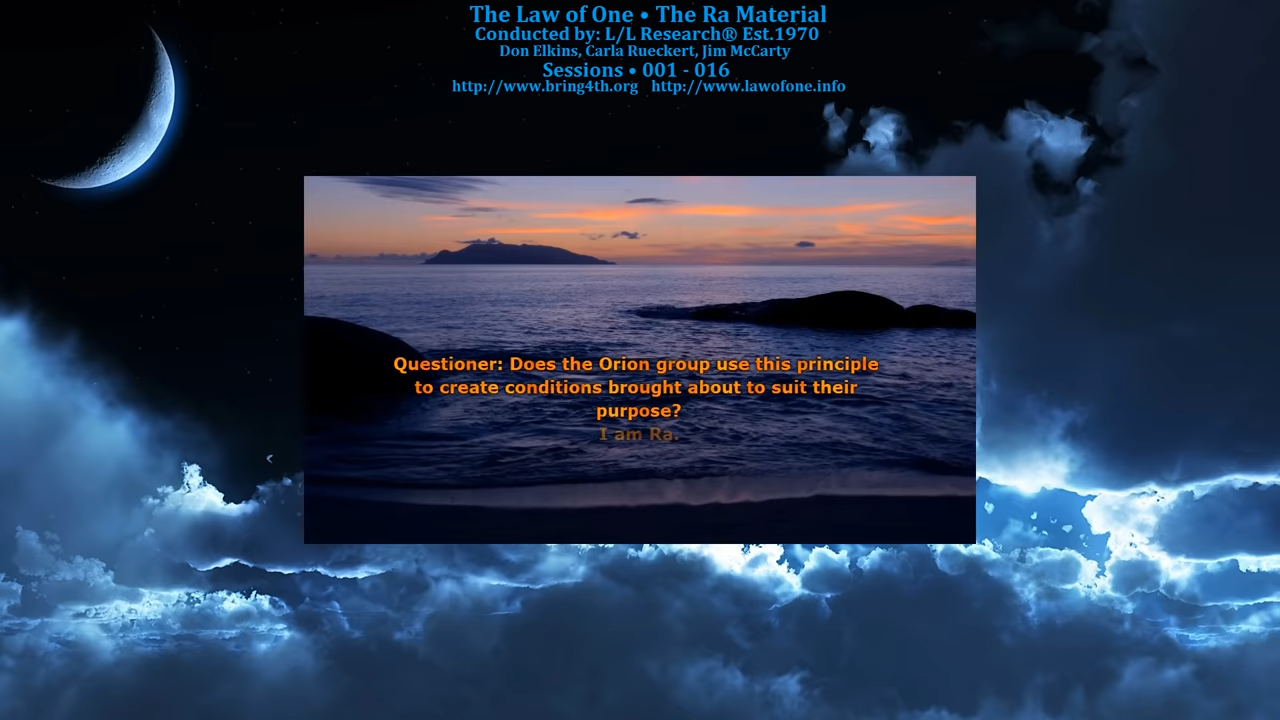 The Law of One • The Ra Material
Conducted by: L/L Research® Est.1970
Don Elkins, Carla Rueckert, Jim McCarty
Sessions • 001 - 016
http://www.bring4th.org http://www.lawofone.info
Questioner: Does the Orion group use this principle
to create conditions brought about to suit their
purpose?
I am Ra.